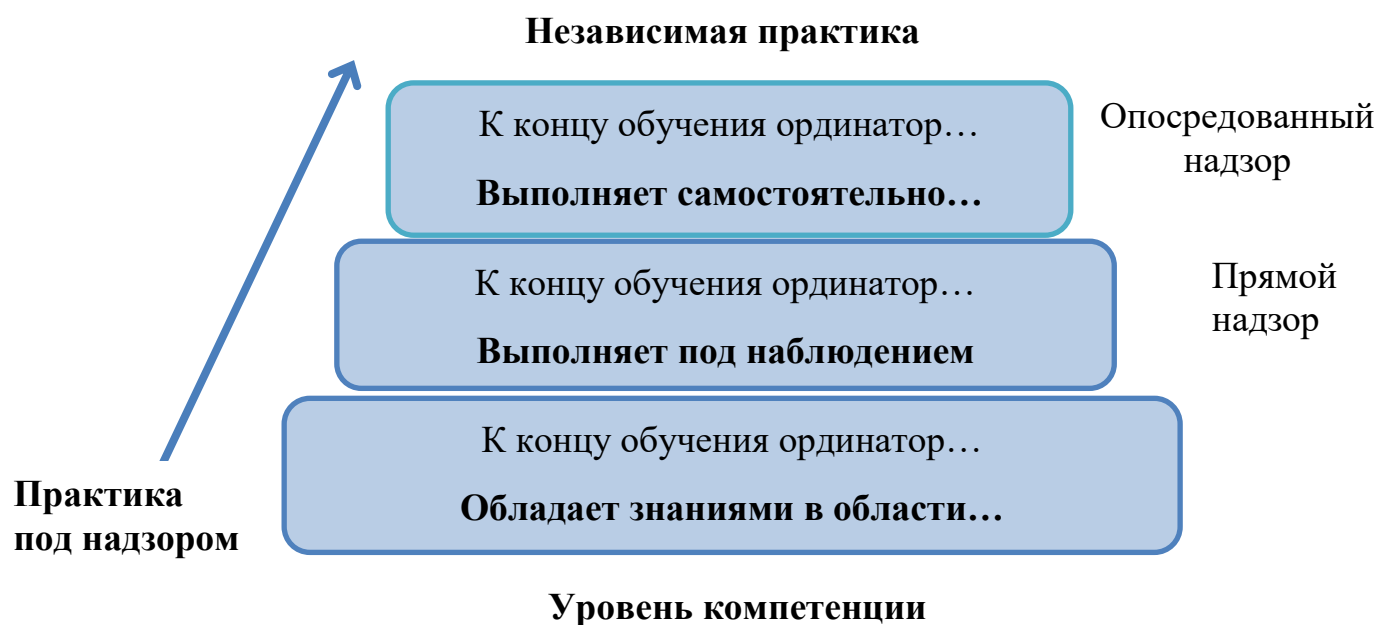 Независимая практика
К концу обучения ординатор…
Выполняет самостоятельно…
Опосредованный
надзор
К концу обучения ординатор…
Выполняет под наблюдением
Прямой
надзор
К концу обучения ординатор…
Обладает знаниями в области…
Практика
под надзором
Уровень компетенции